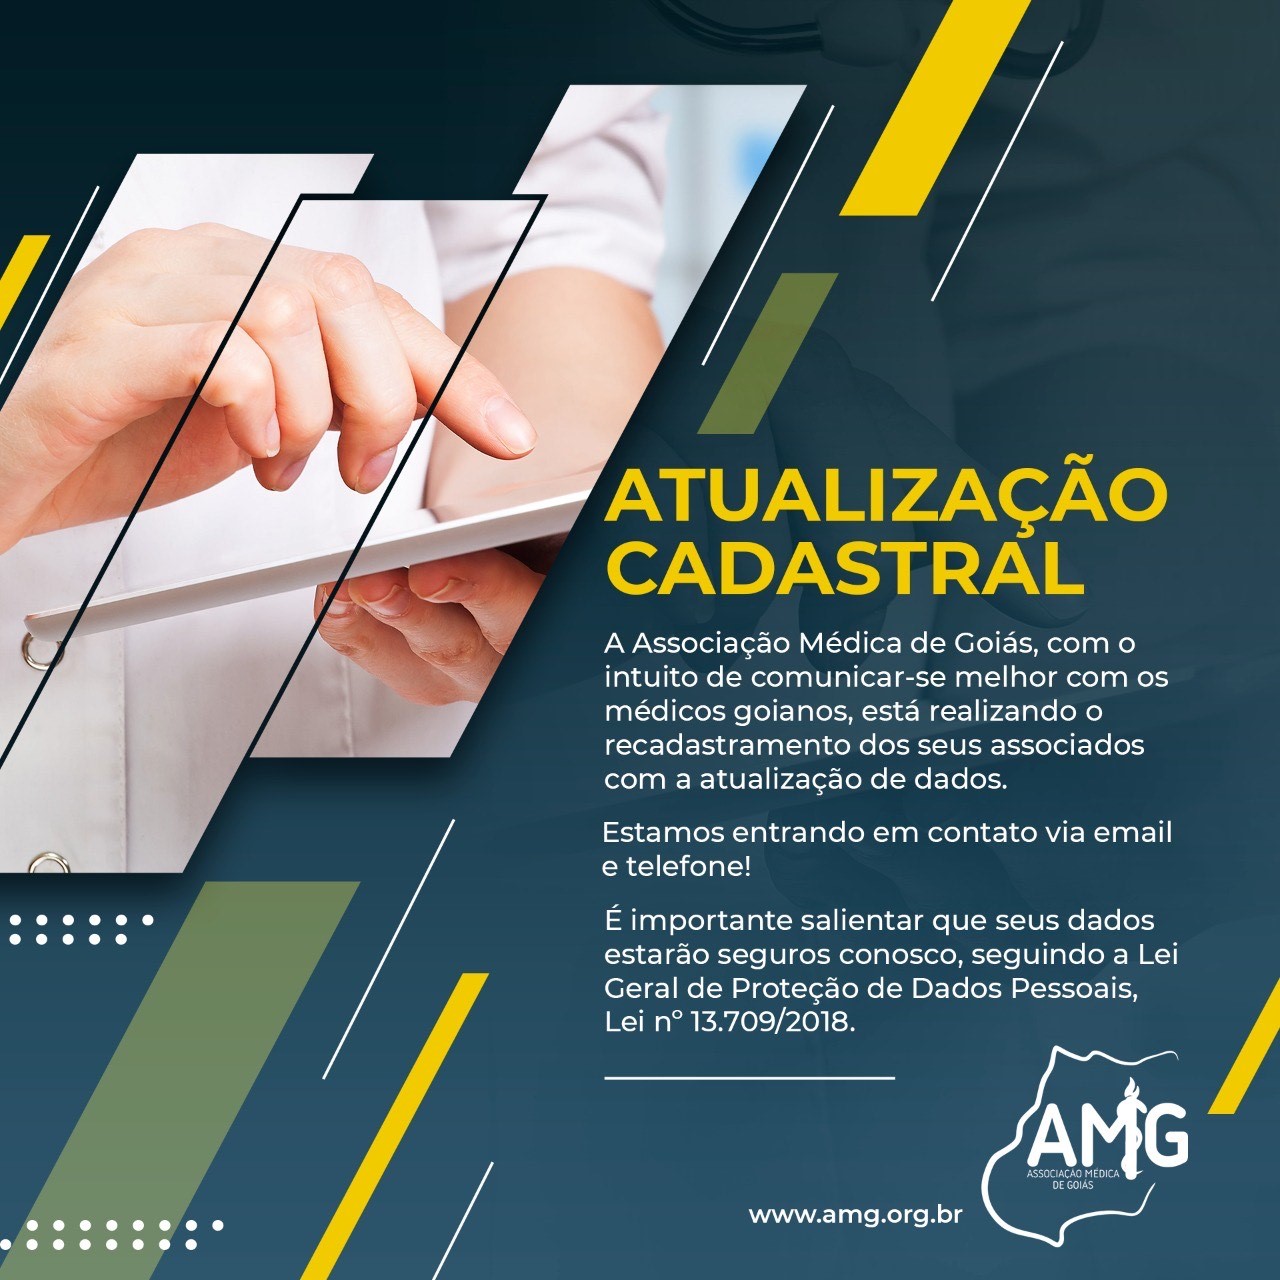 ATUALIZAÇÃO
CADASTRAL
A Associação Médica de Goiás, com o
intuito de comunicar-se melhor com os
médicos goianos, está realizando o
recadastramento dos seus associados
com a atualização de dados.
Estamos entrando em contato via email
e telefone!
É importante salientar que seus dados
estarão seguros conosco, seguindo a Lei
Geral de Proteção de Dados Pessoais,
Lei nº 13.709/2018.
AMG
ASSOCIAÇÃO MÉDICA
DE GOIÁS
www.amg.org.br